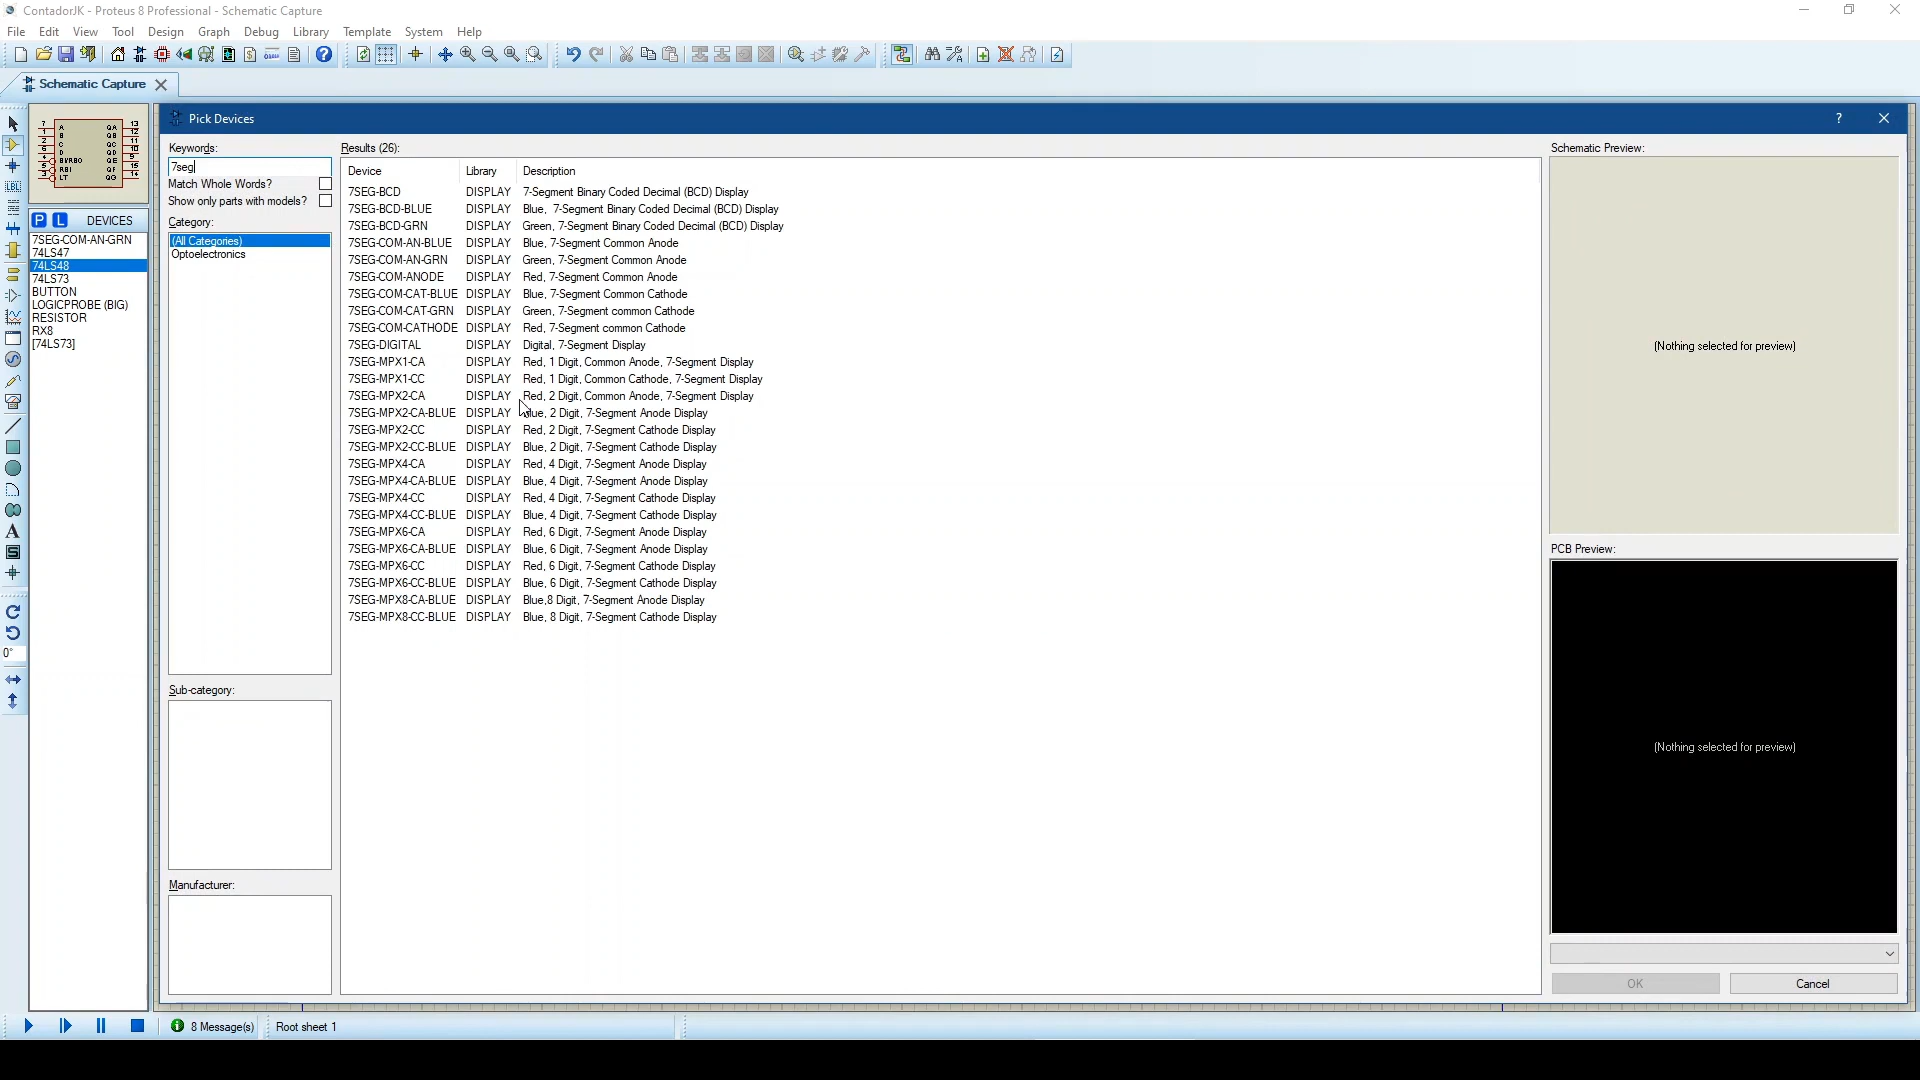 ContadorJK - Proteus 8 Professional - Schematic Capture
File Edit View Tool Design Graph Debug Library Template System Help
Schematic Capture
Pick Devices
Keywords:
7seg
Match Whole Words?
Show only parts with models?
Category:
(All Categories)
Optoelectronics
Sub-category:
Manufacturer:
P L DEVICES
7SEG-COM-AN-GRN
74LS47
74LS48
74LS73
BUTTON
LOGICPROBE (BIG)
RESISTOR
RX8
[74LS73]
0°
Results (26):
Device Library Description
7SEG-BCD DISPLAY 7-Segment Binary Coded Decimal (BCD) Display
7SEG-BCD-BLUE DISPLAY Blue, 7-Segment Binary Coded Decimal (BCD) Display
7SEG-BCD-GRN DISPLAY Green, 7-Segment Binary Coded Decimal (BCD) Display
7SEG-COM-AN-BLUE DISPLAY Blue, 7-Segment Common Anode
7SEG-COM-AN-GRN DISPLAY Green, 7-Segment Common Anode
7SEG-COM-ANODE DISPLAY Red, 7-Segment Common Anode
7SEG-COM-CAT-BLUE DISPLAY Blue, 7-Segment Common Cathode
7SEG-COM-CAT-GRN DISPLAY Green, 7-Segment common Cathode
7SEG-COM-CATHODE DISPLAY Red, 7-Segment common Cathode
7SEG-DIGITAL DISPLAY Digital, 7-Segment Display
7SEG-MPX1-CA DISPLAY Red, 1 Digit, Common Anode, 7-Segment Display
7SEG-MPX1-CC DISPLAY Red, 1 Digit, Common Cathode, 7-Segment Display
7SEG-MPX2-CA DISPLAY Red, 2 Digit, Common Anode, 7-Segment Display
7SEG-MPX2-CA-BLUE DISPLAY Blue, 2 Digit, 7-Segment Anode Display
7SEG-MPX2-CC DISPLAY Red, 2 Digit, 7-Segment Cathode Display
7SEG-MPX2-CC-BLUE DISPLAY Blue, 2 Digit, 7-Segment Cathode Display
7SEG-MPX4-CA DISPLAY Red, 4 Digit, 7-Segment Anode Display
7SEG-MPX4-CA-BLUE DISPLAY Blue, 4 Digit, 7-Segment Anode Display
7SEG-MPX4-CC DISPLAY Red, 4 Digit, 7-Segment Cathode Display
7SEG-MPX4-CC-BLUE DISPLAY Blue, 4 Digit, 7-Segment Cathode Display
7SEG-MPX6-CA DISPLAY Red, 6 Digit, 7-Segment Anode Display
7SEG-MPX6-CA-BLUE DISPLAY Blue, 6 Digit, 7-Segment Anode Display
7SEG-MPX6-CC DISPLAY Red, 6 Digit, 7-Segment Cathode Display
7SEG-MPX6-CC-BLUE DISPLAY Blue, 6 Digit, 7-Segment Cathode Display
7SEG-MPX8-CA-BLUE DISPLAY Blue,8 Digit, 7-Segment Anode Display
7SEG-MPX8-CC-BLUE DISPLAY Blue, 8 Digit, 7-Segment Cathode Display
Schematic Preview:
(Nothing selected for preview)
PCB Preview:
(Nothing selected for preview)
OK Cancel
8 Message(s) Root sheet 1